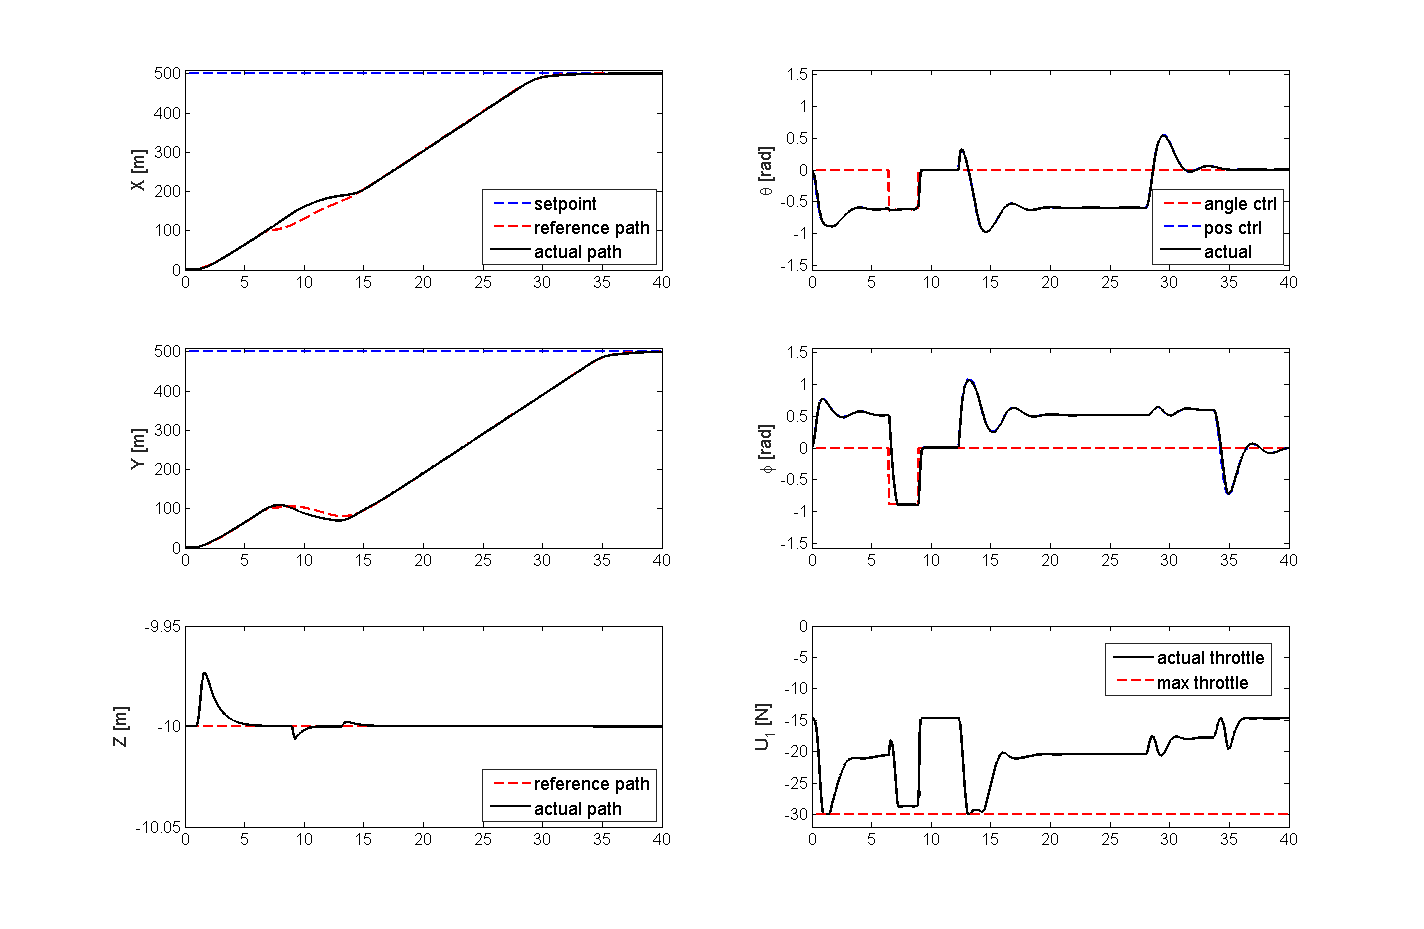 X [m]
500
400
300
200
100
0
0 5 10 15 20 25 30 35 40
setpoint
reference path
actual path
θ [rad]
1.5
1
0.5
0
-0.5
-1
-1.5
0 5 10 15 20 25 30 35 40
angle ctrl
pos ctrl
actual
Y [m]
500
400
300
200
100
0
0 5 10 15 20 25 30 35 40
ϕ [rad]
1.5
1
0.5
0
-0.5
-1
-1.5
0 5 10 15 20 25 30 35 40
Z [m]
-9.95
-10
-10.05
0 5 10 15 20 25 30 35 40
reference path
actual path
U1 [N]
0
-5
-10
-15
-20
-25
-30
0 5 10 15 20 25 30 35 40
actual throttle
max throttle